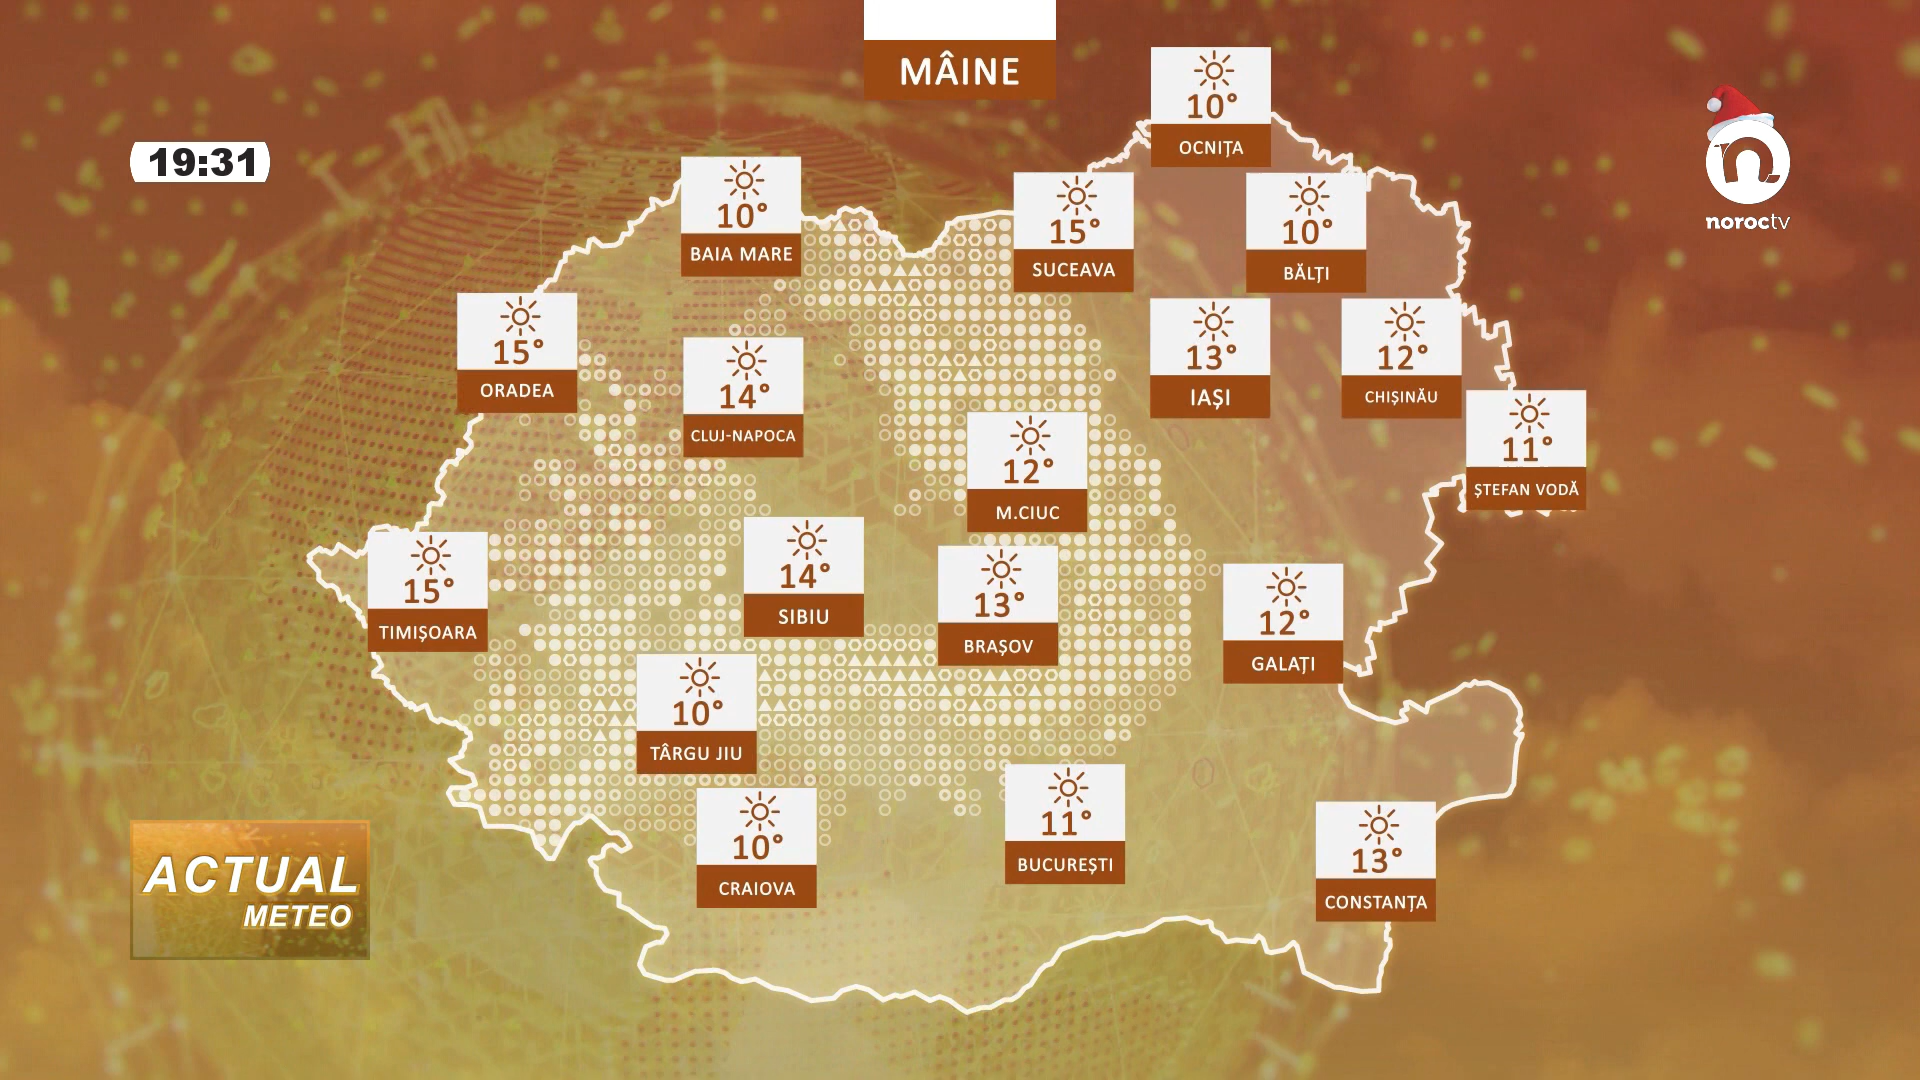 MÂINE
10°
OCNIȚA
19:31
noroctv
10°
BAIA MARE
15°
SUCEAVA
10°
BĂLȚI
15°
ORADEA
14°
CLUJ-NAPOCA
13°
IAȘI
12°
CHIȘINĂU
11°
ȘTEFAN VODĂ
12°
M.CIUC
15°
TIMIȘOARA
14°
SIBIU
13°
BRAȘOV
12°
GALAȚI
10°
TÂRGU JIU
10°
CRAIOVA
11°
BUCUREȘTI
13°
CONSTANȚA
ACTUAL
METEO